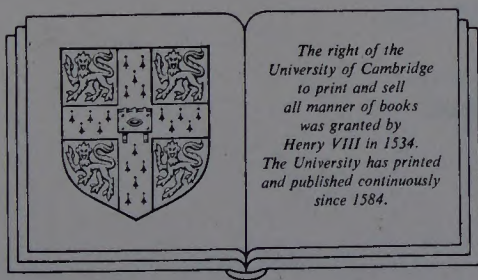 The right of the
University of Cambridge
to print and sell
all manner of books
was granted by
Henry VIII in 1534.
The University has printed
and published continuously
since 1584.